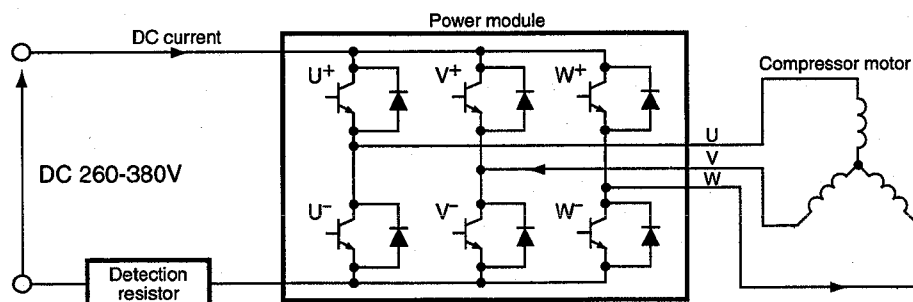 Power module
DC current
Compressor motor
U+
V+
W+
U
V
W
DC 260-380V
U−
V−
W−
Detection
resistor